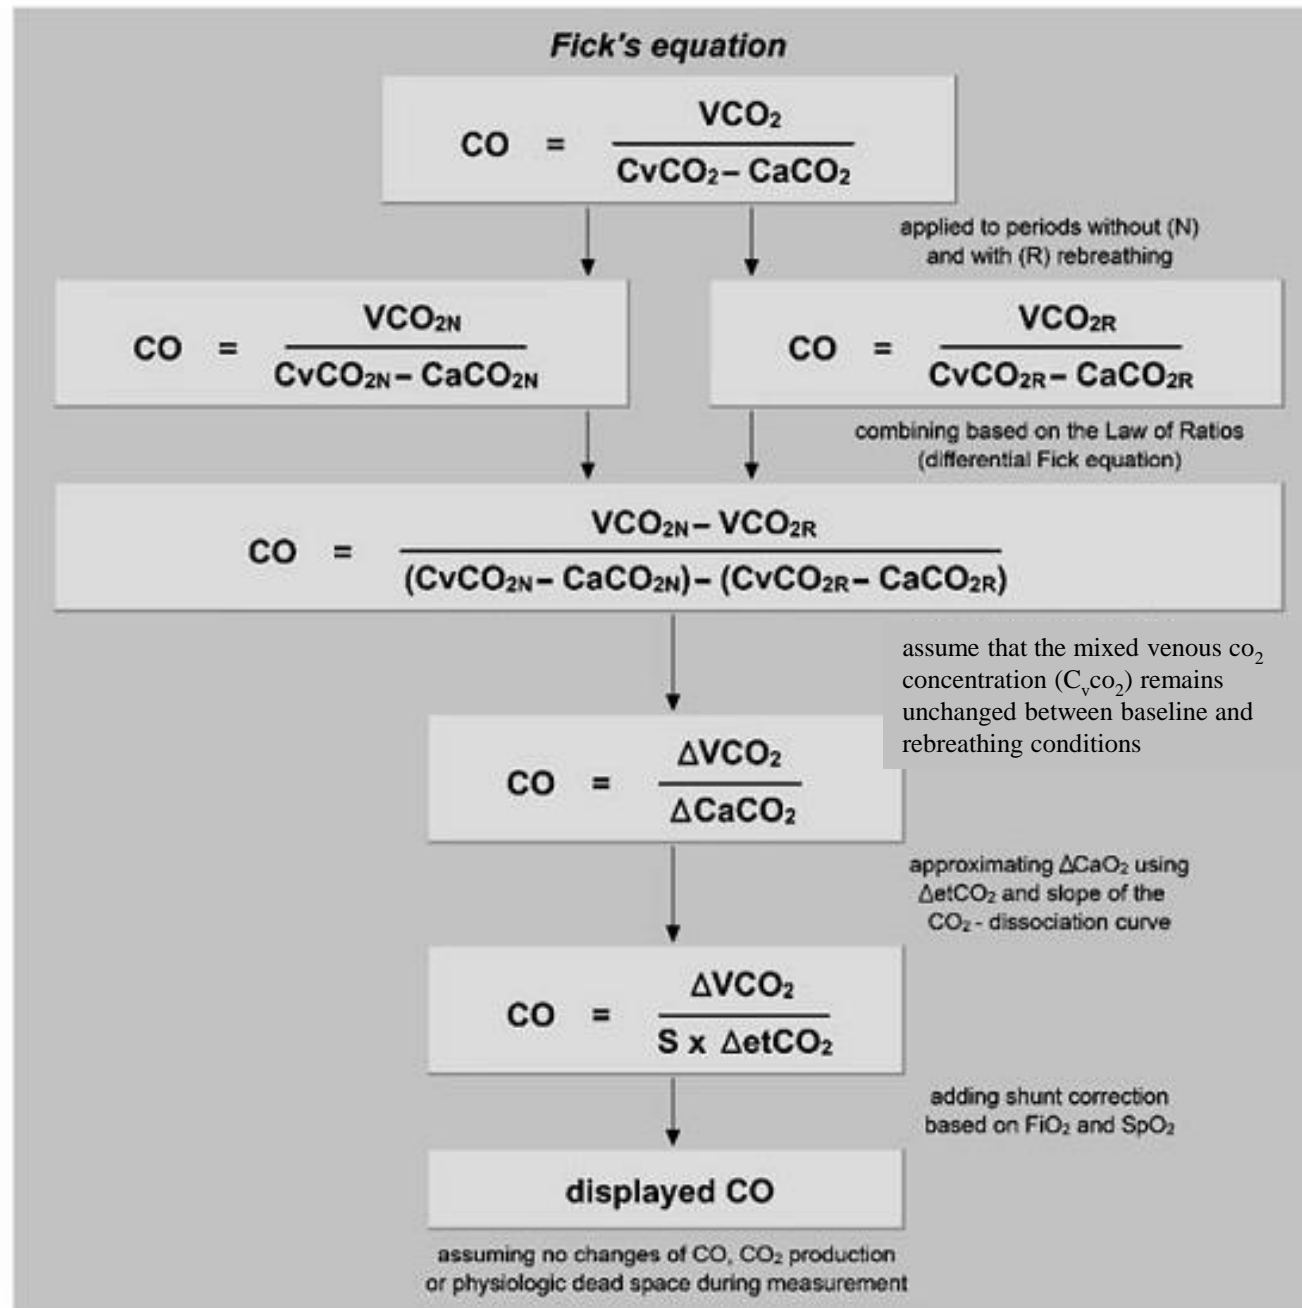 Fick's equation
CO = VCO₂ / CvCO₂ – CaCO₂
applied to periods without (N)
and with (R) rebreathing
CO = VCO₂N / CvCO₂N – CaCO₂N
CO = VCO₂R / CvCO₂R – CaCO₂R
combining based on the Law of Ratios
(differential Fick equation)
CO = VCO₂N – VCO₂R / (CvCO₂N – CaCO₂N) – (CvCO₂R – CaCO₂R)
assume that the mixed venous co₂
concentration (Cᵥco₂) remains
unchanged between baseline and
rebreathing conditions
CO = ΔVCO₂ / ΔCaCO₂
approximating ΔCaO₂ using
ΔetCO₂ and slope of the
CO₂ - dissociation curve
CO = ΔVCO₂ / S x ΔetCO₂
adding shunt correction
based on FiO₂ and SpO₂
displayed CO
assuming no changes of CO, CO₂ production
or physiologic dead space during measurement